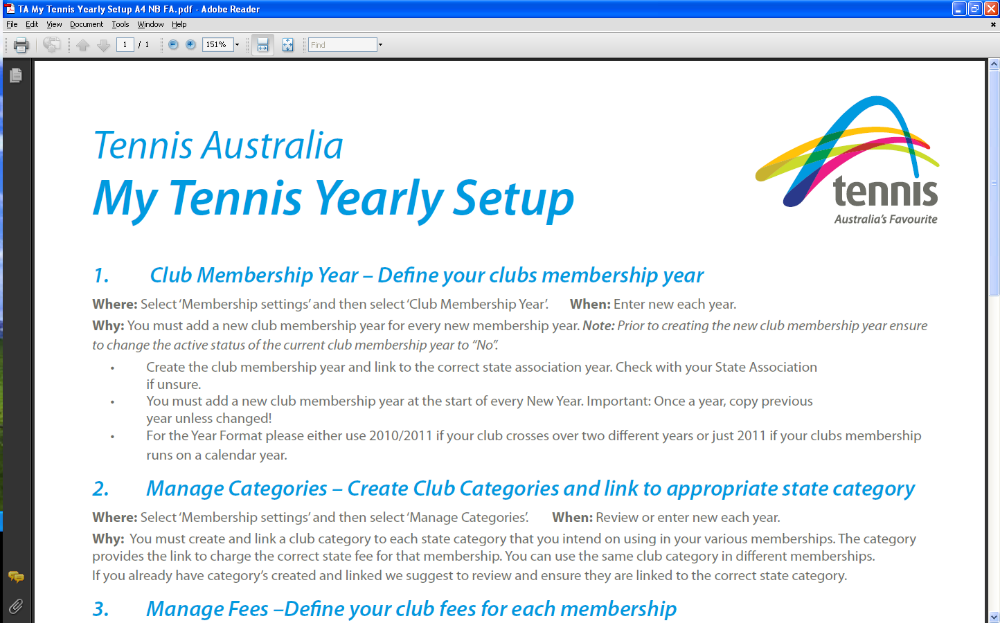 TA My Tennis Yearly Setup A4 NB FA.pdf - Adobe Reader
File Edit View Document Tools Window Help
1 / 1 151% Find
Tennis Australia
My Tennis Yearly Setup
tennis
Australia's Favourite
1. Club Membership Year – Define your clubs membership year
Where: Select 'Membership settings' and then select 'Club Membership Year'. When: Enter new each year.
Why: You must add a new club membership year for every new membership year. Note: Prior to creating the new club membership year ensure
to change the active status of the current club membership year to "No".
• Create the club membership year and link to the correct state association year. Check with your State Association
if unsure.
• You must add a new club membership year at the start of every New Year. Important: Once a year, copy previous
year unless changed!
• For the Year Format please either use 2010/2011 if your club crosses over two different years or just 2011 if your clubs membership
runs on a calendar year.
2. Manage Categories – Create Club Categories and link to appropriate state category
Where: Select 'Membership settings' and then select 'Manage Categories'. When: Review or enter new each year.
Why: You must create and link a club category to each state category that you intend on using in your various memberships. The category
provides the link to charge the correct state fee for that membership. You can use the same club category in different memberships.
If you already have category's created and linked we suggest to review and ensure they are linked to the correct state category.
3. Manage Fees –Define your club fees for each membership